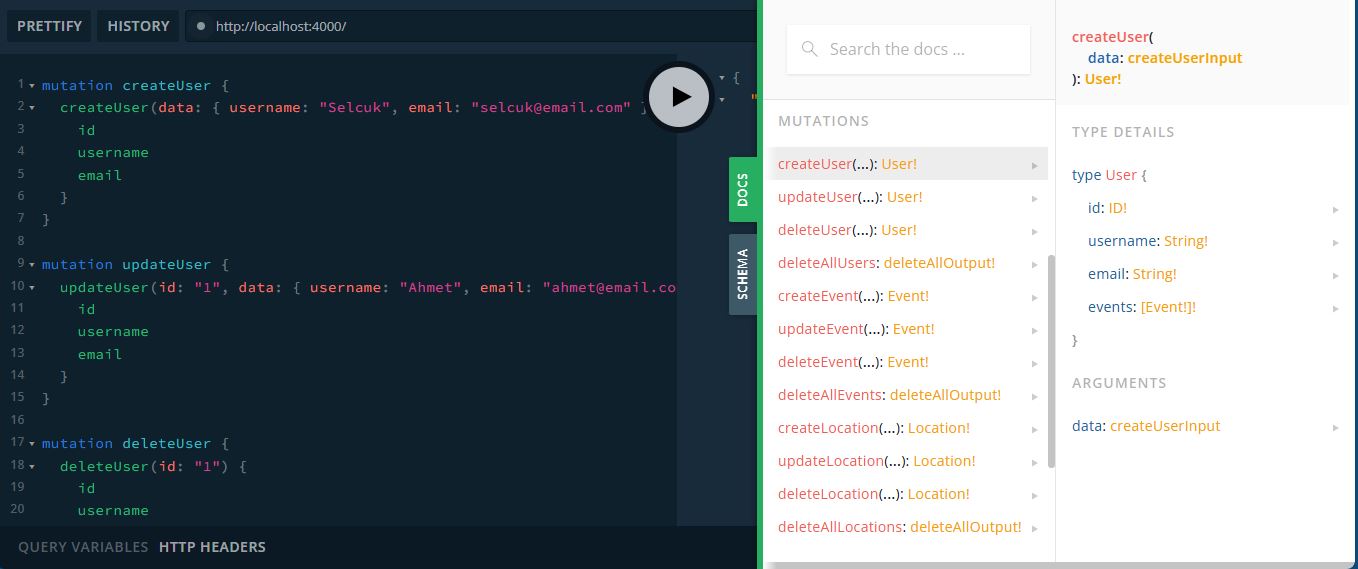 PRETTIFY HISTORY http://localhost:4000/
1 mutation createUser {
2 createUser(data: { username: "Selcuk", email: "selcuk@email.com" }
3 id
4 username
5 email
6 }
7 }
8
9 mutation updateUser {
10 updateUser(id: "1", data: { username: "Ahmet", email: "ahmet@email.co
11 id
12 username
13 email
14 }
15 }
16
17 mutation deleteUser {
18 deleteUser(id: "1") {
19 id
20 username
QUERY VARIABLES HTTP HEADERS
{
"
DOCS
SCHEMA
Search the docs ...
MUTATIONS
createUser(...): User!
updateUser(...): User!
deleteUser(...): User!
deleteAllUsers: deleteAllOutput!
createEvent(...): Event!
updateEvent(...): Event!
deleteEvent(...): Event!
deleteAllEvents: deleteAllOutput!
createLocation(...): Location!
updateLocation(...): Location!
deleteLocation(...): Location!
deleteAllLocations: deleteAllOutput!
createUser(
data: createUserInput
): User!
TYPE DETAILS
type User {
id: ID!
username: String!
email: String!
events: [Event!]!
}
ARGUMENTS
data: createUserInput